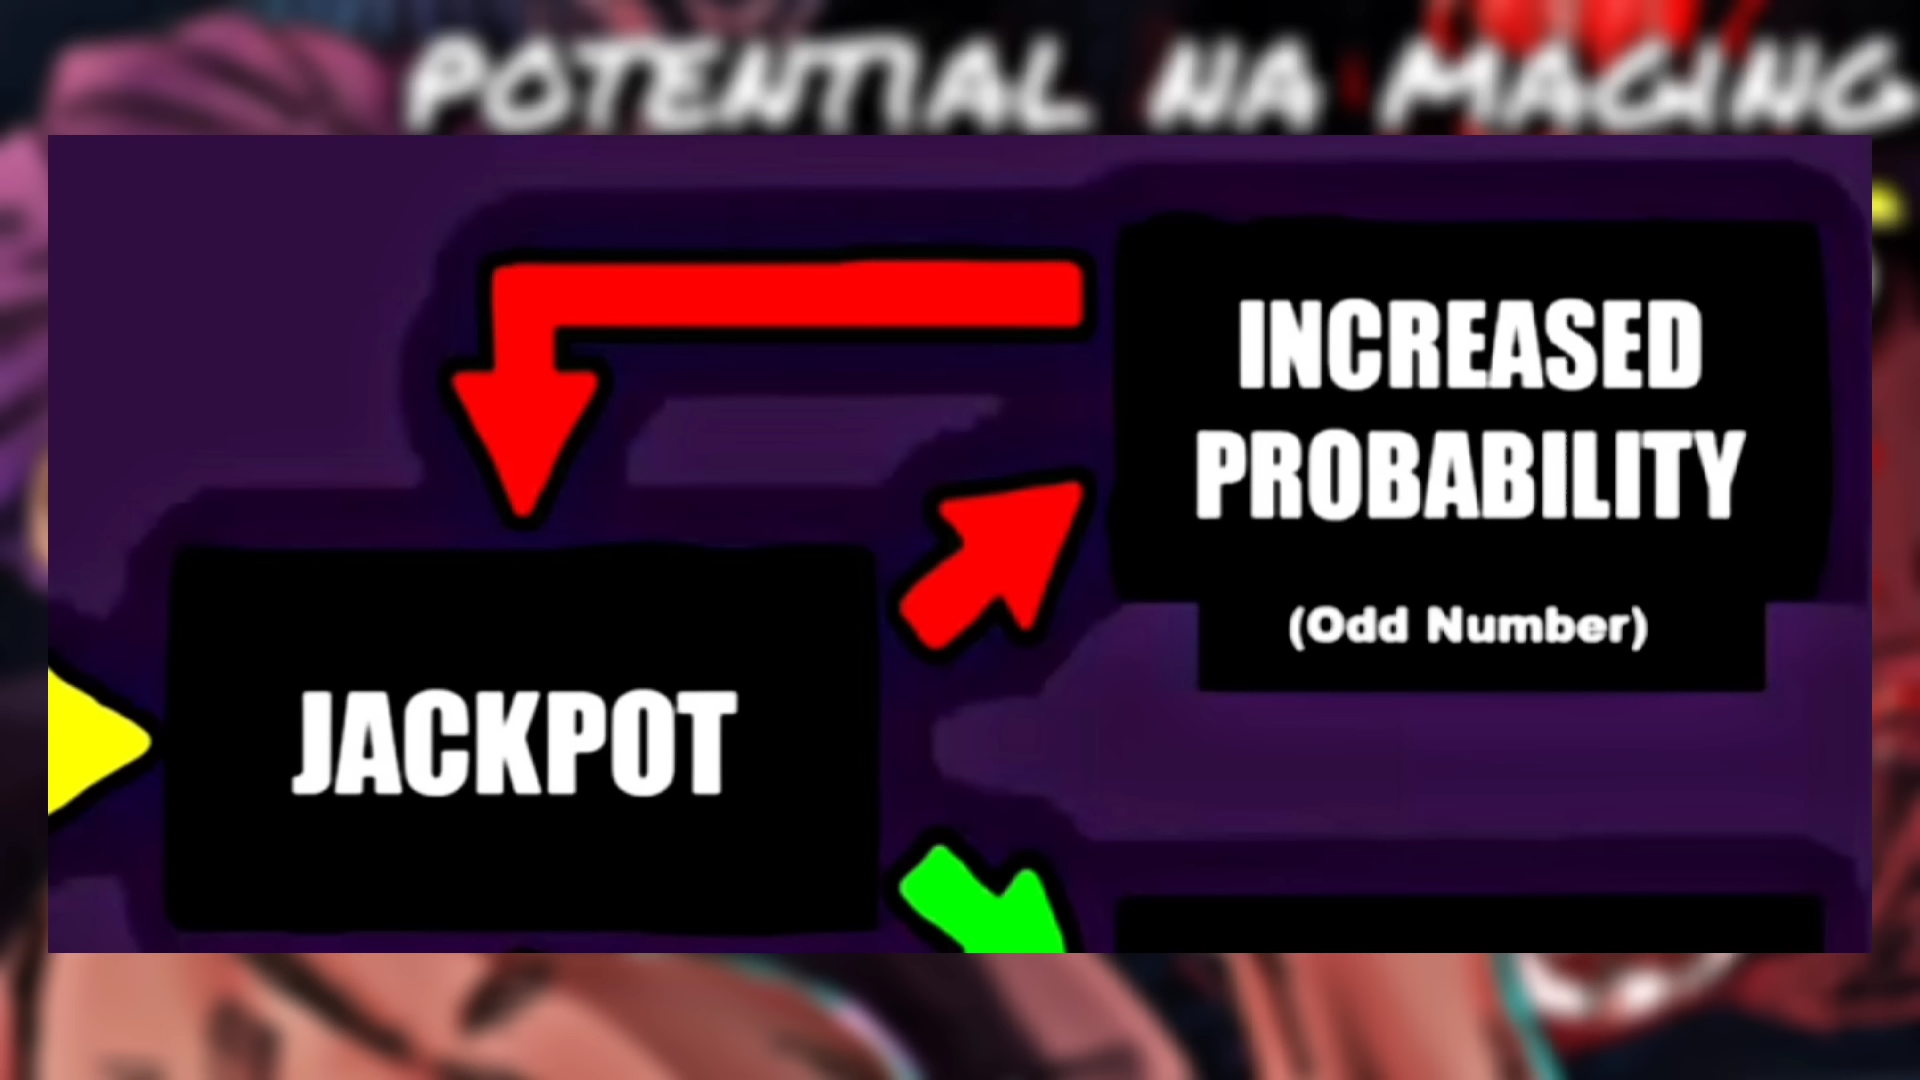 POTENTIAL NA MAGING
INCREASED
PROBABILITY
(Odd Number)
JACKPOT